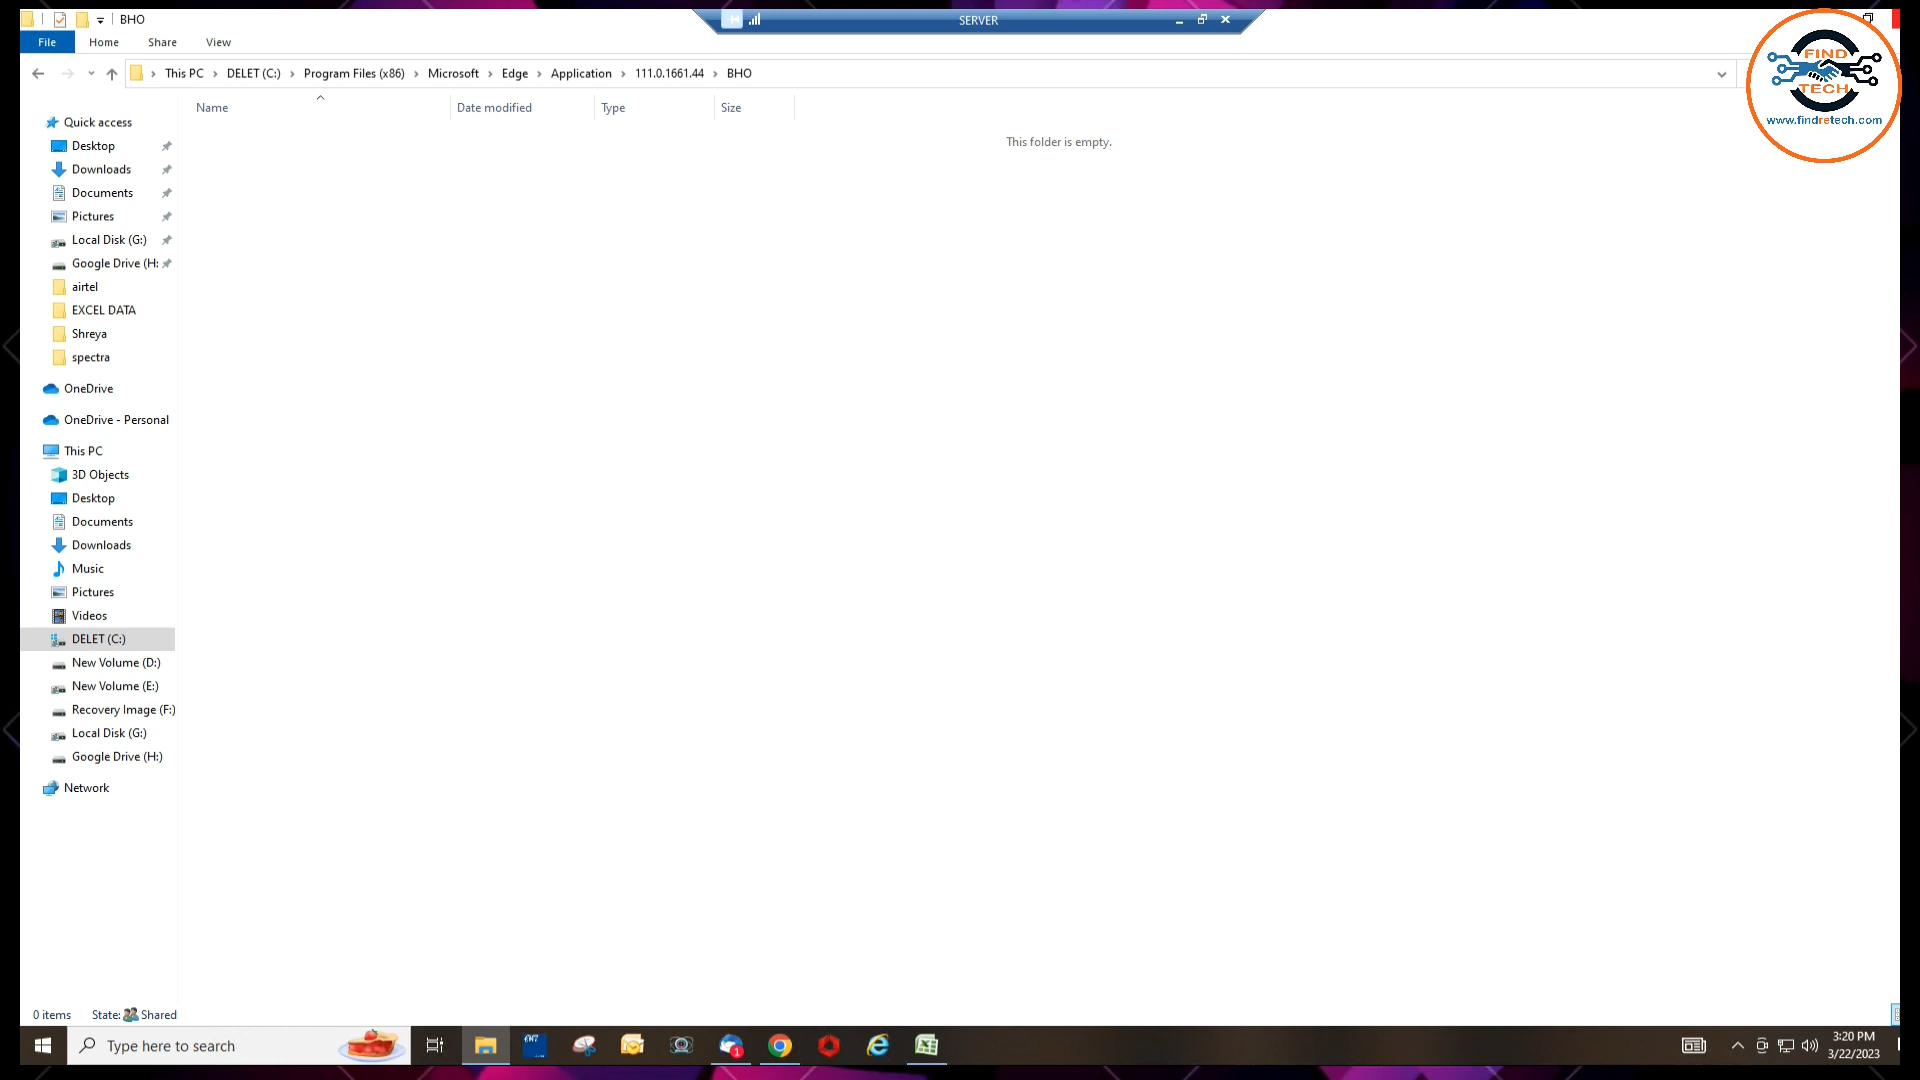 BHO
SERVER
File Home Share View
This PC DELET (C:) Program Files (x86) Microsoft Edge Application 111.0.1661.44 BHO
FIND
TECH
www.findretech.com
Name Date modified Type Size
This folder is empty.
Quick access
Desktop
Downloads
Documents
Pictures
Local Disk (G:)
Google Drive (H:
airtel
EXCEL DATA
Shreya
spectra
OneDrive
OneDrive - Personal
This PC
3D Objects
Desktop
Documents
Downloads
Music
Pictures
Videos
DELET (C:)
New Volume (D:)
New Volume (E:)
Recovery Image (F:)
Local Disk (G:)
Google Drive (H:)
Network
0 items State: Shared
Type here to search
1
3:20 PM
3/22/2023